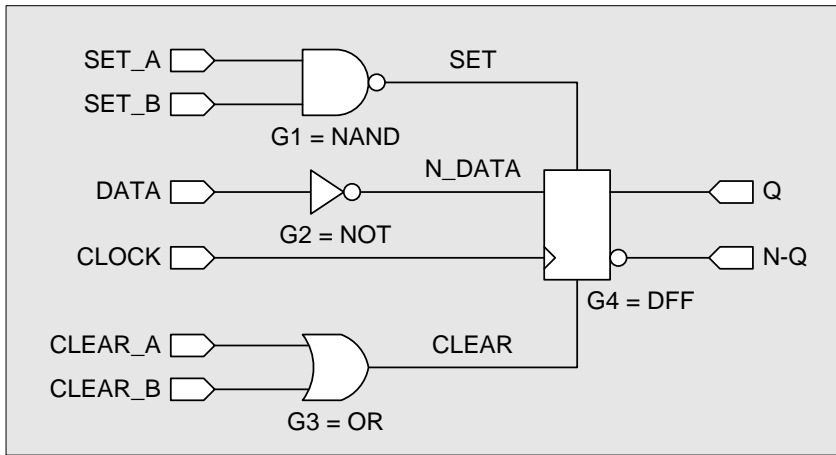 SET_A
SET
SET_B
G1 = NAND
N_DATA
DATA
Q
G2 = NOT
CLOCK
N-Q
G4 = DFF
CLEAR_A
CLEAR
CLEAR_B
G3 = OR